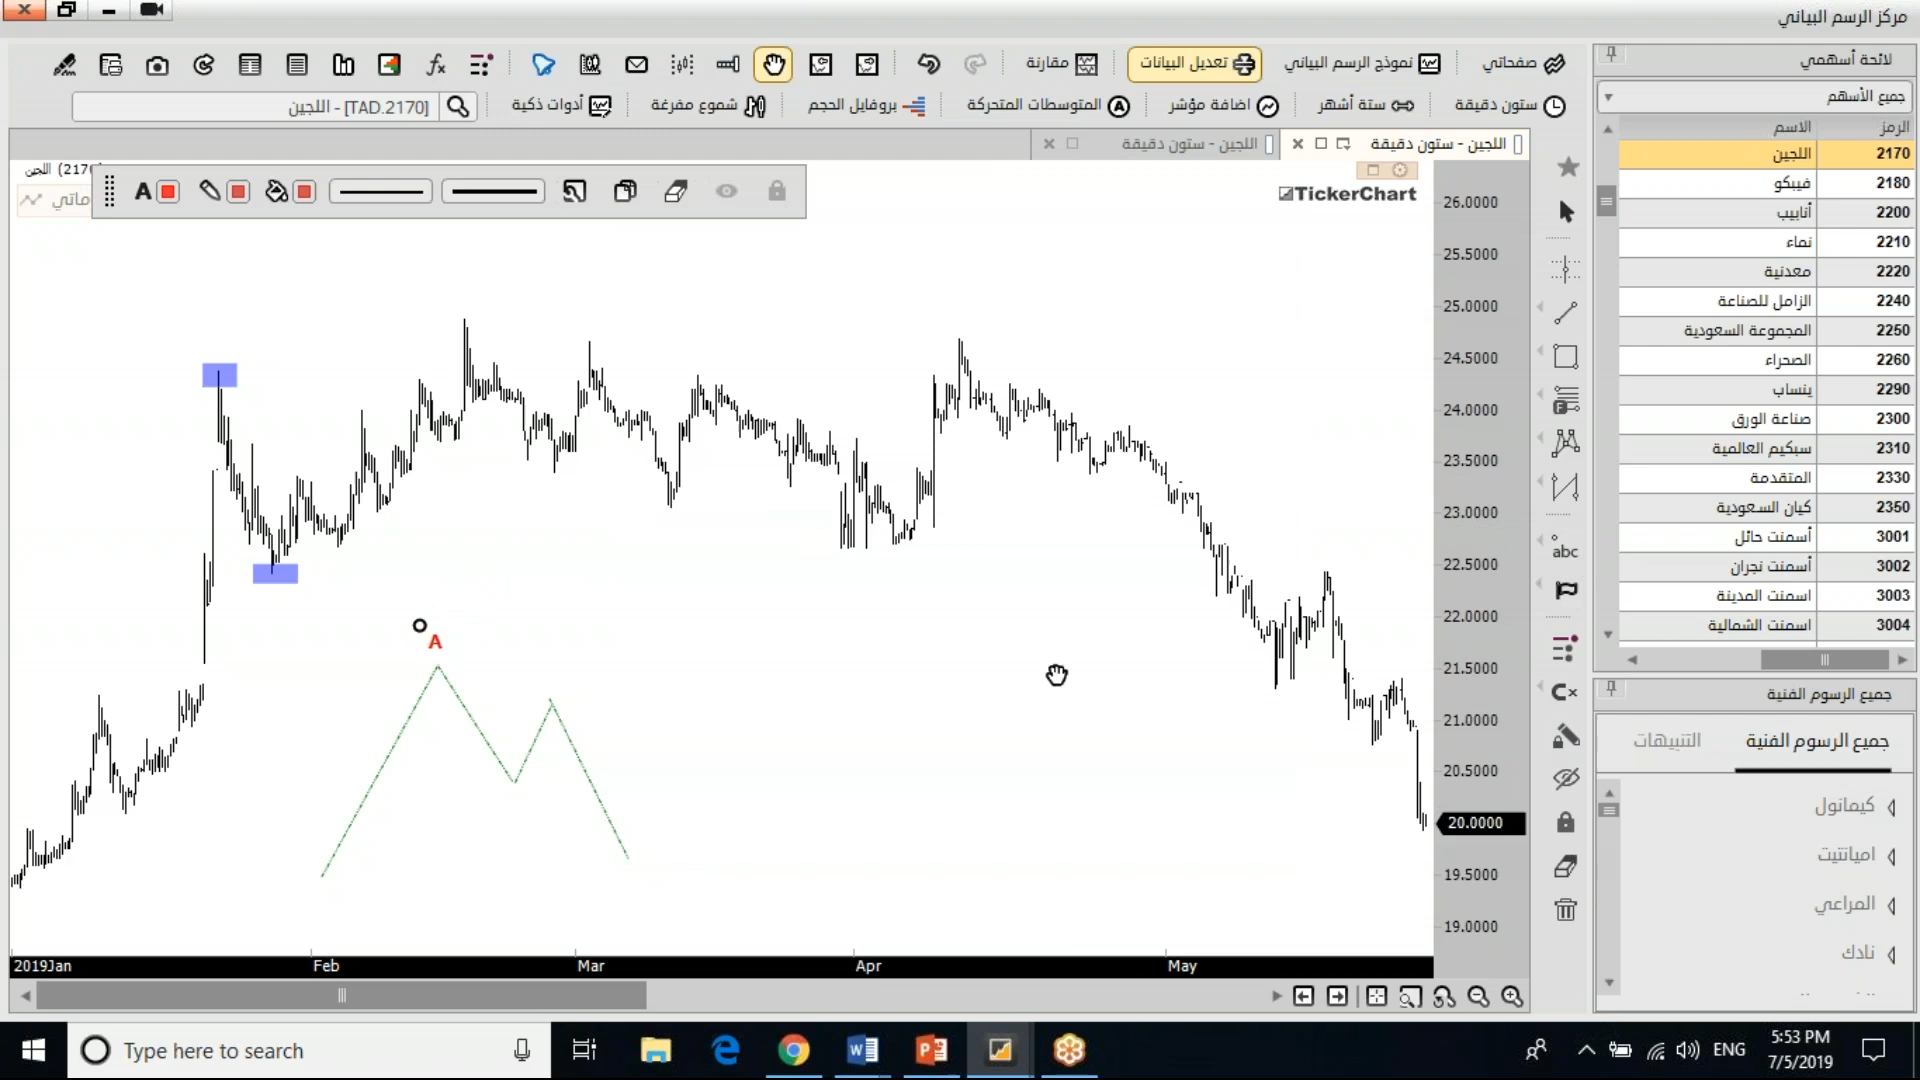 مركز الرسم البياني
صفحاتي
نموذج الرسم البياني
تعديل البيانات
مقارنة
ستون دقيقة
ستة أشهر
اضافة مؤشر
المتوسطات المتحركة
بروفايل الحجم
شموع مفرغة
أدوات ذكية
اللجين - [TAD.2170]
اللجين - ستون دقيقة
اللجين - ستون دقيقة
TickerChart
A
26.0000
25.5000
25.0000
24.5000
24.0000
23.5000
23.0000
22.5000
22.0000
21.5000
21.0000
20.5000
20.0000
19.5000
19.0000
A
2019Jan
Feb
Mar
Apr
May
abc
لائحة أسهمي
جميع الأسهم
الرمز الاسم
2170 اللجين
2180 فيبكو
2200 أنابيب
2210 نماء
2220 معدنية
2240 الزامل للصناعة
2250 المجموعة السعودية
2260 الصحراء
2290 ينساب
2300 صناعة الورق
2310 سبكيم العالمية
2330 المتقدمة
2350 كيان السعودية
3001 أسمنت حائل
3002 أسمنت نجران
3003 اسمنت المدينة
3004 اسمنت الشمالية
جميع الرسوم الفنية
جميع الرسوم الفنية
التنبيهات
كيمانول
اميانتيت
المراعي
نادك
Type here to search
ENG
5:53 PM
7/5/2019